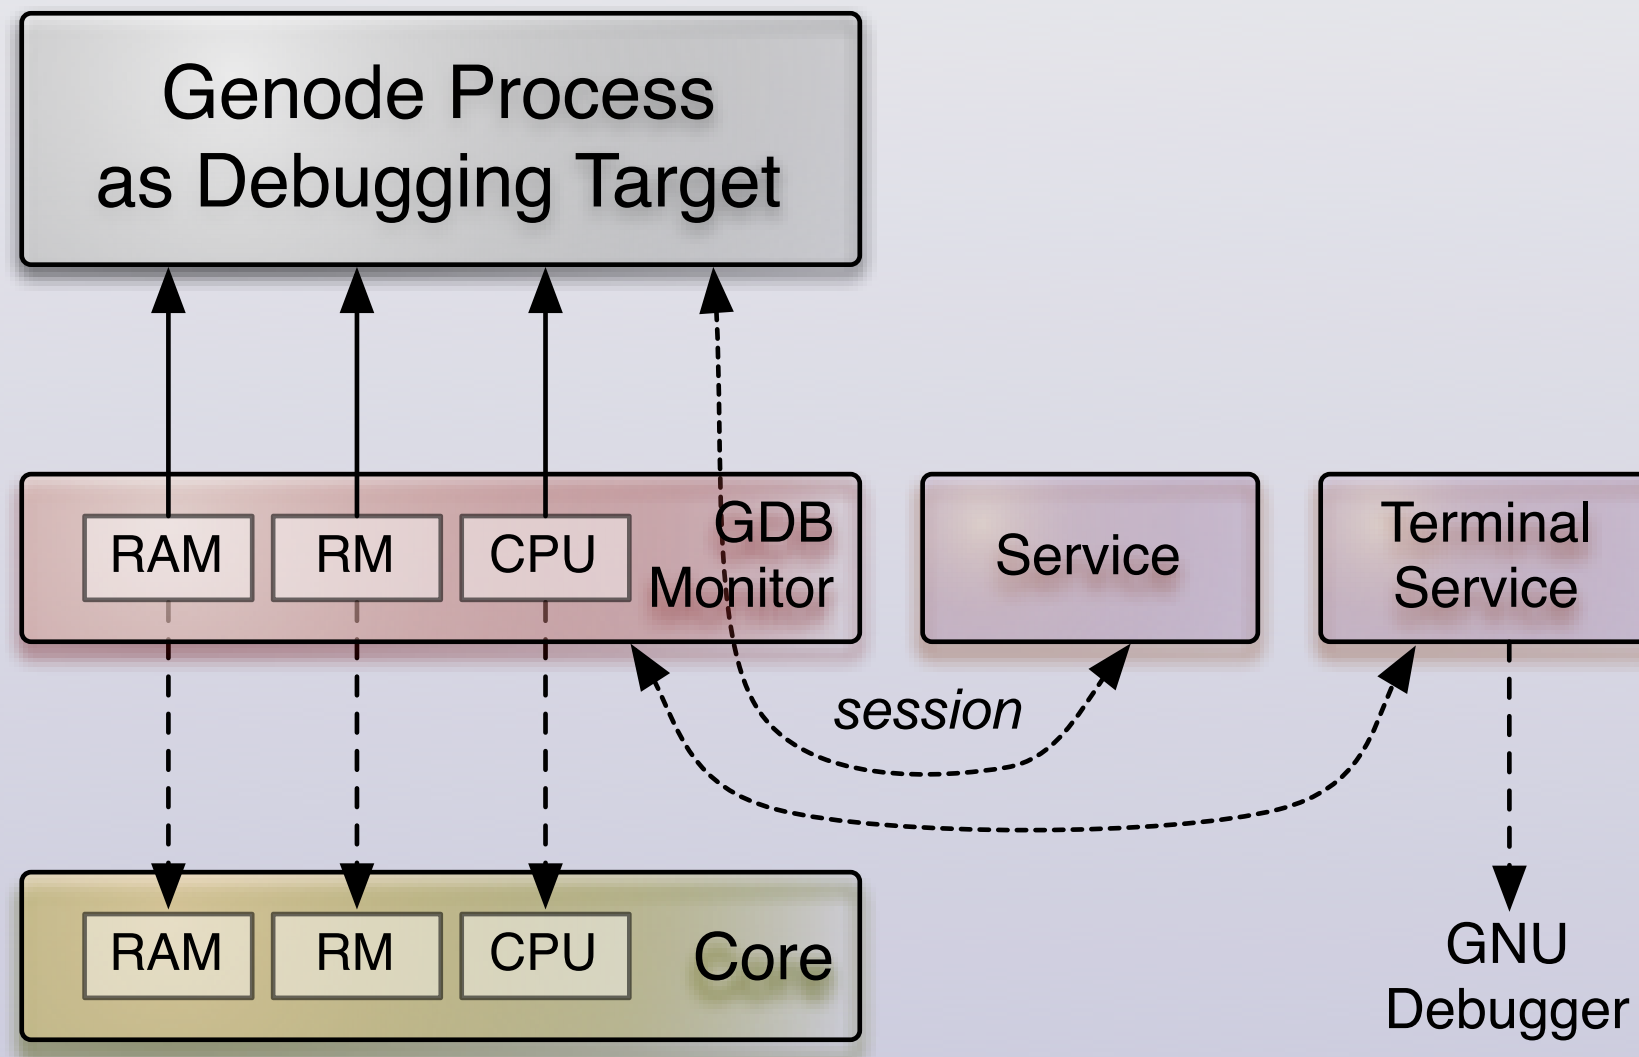 Genode Process
as Debugging Target
RAM
RM
CPU
GDB
Monitor
Service
Terminal
Service
session
RAM
RM
CPU
Core
GNU
Debugger